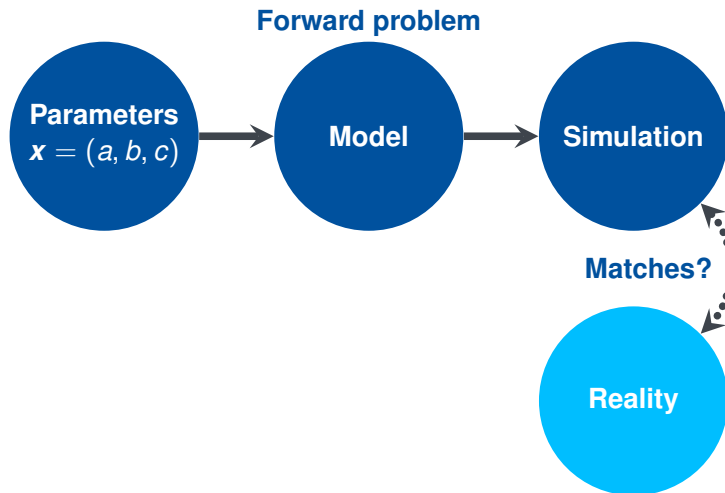 Forward problem
Parameters
x = (a, b, c)
Model
Simulation
Matches?
Reality